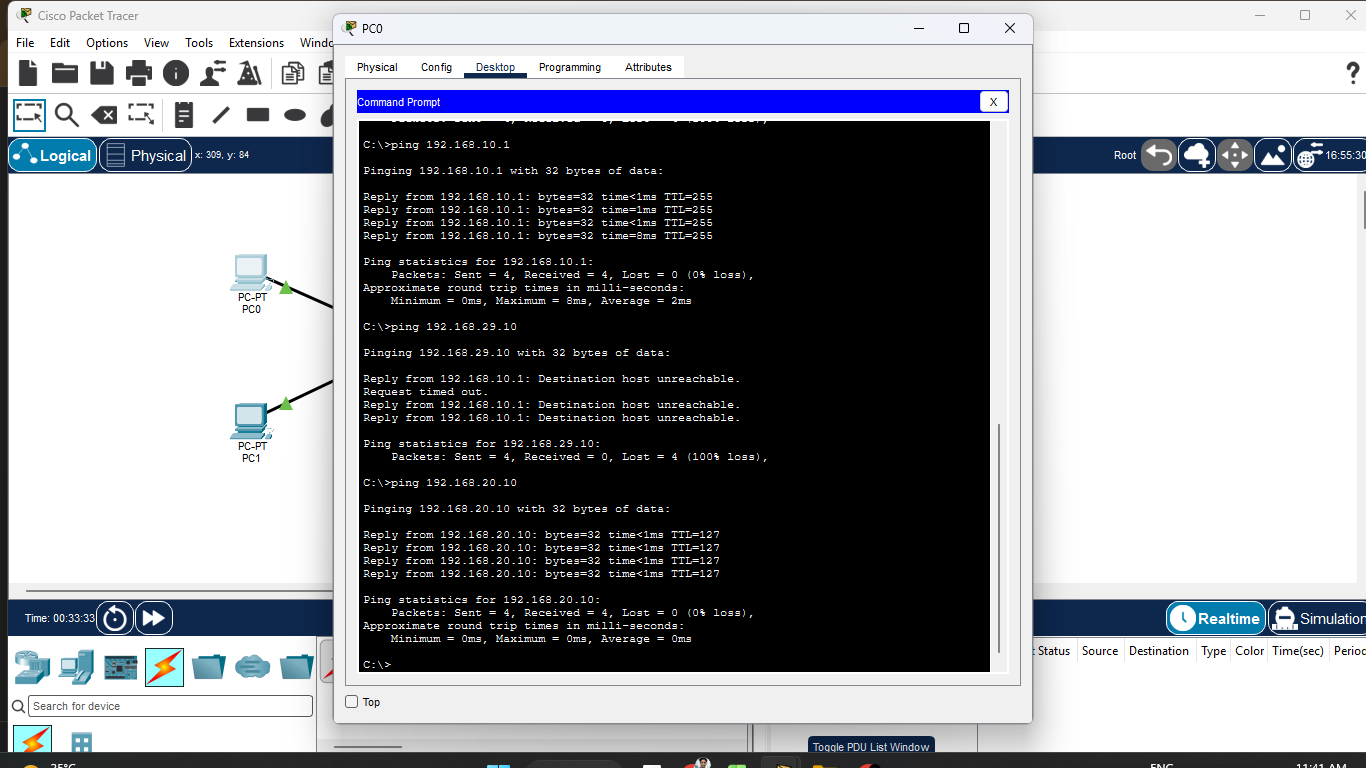 Cisco Packet Tracer
File Edit Options View Tools Extensions Windo
PC0
Physical Config Desktop Programming Attributes
Command Prompt
X
Logical
Physical
x: 309, y: 84
Root
16:55:30
C:\>ping 192.168.10.1
Pinging 192.168.10.1 with 32 bytes of data:
Reply from 192.168.10.1: bytes=32 time<1ms TTL=255
Reply from 192.168.10.1: bytes=32 time=1ms TTL=255
Reply from 192.168.10.1: bytes=32 time<1ms TTL=255
Reply from 192.168.10.1: bytes=32 time=8ms TTL=255
Ping statistics for 192.168.10.1:
Packets: Sent = 4, Received = 4, Lost = 0 (0% loss),
Approximate round trip times in milli-seconds:
Minimum = 0ms, Maximum = 8ms, Average = 2ms
C:\>ping 192.168.29.10
Pinging 192.168.29.10 with 32 bytes of data:
Reply from 192.168.10.1: Destination host unreachable.
Request timed out.
Reply from 192.168.10.1: Destination host unreachable.
Reply from 192.168.10.1: Destination host unreachable.
Ping statistics for 192.168.29.10:
Packets: Sent = 4, Received = 0, Lost = 4 (100% loss),
C:\>ping 192.168.20.10
Pinging 192.168.20.10 with 32 bytes of data:
Reply from 192.168.20.10: bytes=32 time<1ms TTL=127
Reply from 192.168.20.10: bytes=32 time<1ms TTL=127
Reply from 192.168.20.10: bytes=32 time<1ms TTL=127
Reply from 192.168.20.10: bytes=32 time<1ms TTL=127
Ping statistics for 192.168.20.10:
Packets: Sent = 4, Received = 4, Lost = 0 (0% loss),
Approximate round trip times in milli-seconds:
Minimum = 0ms, Maximum = 0ms, Average = 0ms
C:\>
PC-PT
PC0
PC-PT
PC1
Top
Time: 00:33:33
Realtime
Simulation
Status Source Destination Type Color Time(sec) Period
Search for device
Toggle PDU List Window
25°C
ENG
11:41 AM